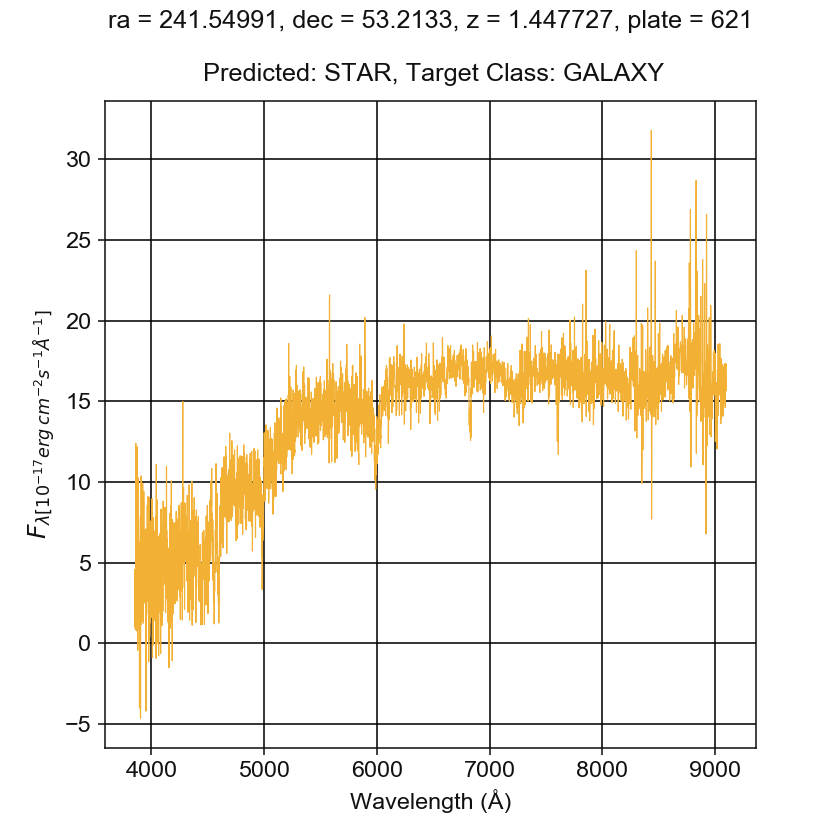 ra = 241.54991, dec = 53.2133, z = 1.447727, plate = 621
Predicted: STAR, Target Class: GALAXY
30
25
20
15
10
5
0
−5
F_{λ[10^{−17} erg cm^{−2} s^{−1} Å^{−1}]}
4000 5000 6000 7000 8000 9000
Wavelength (Å)